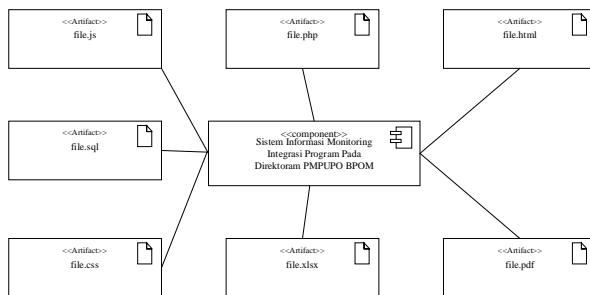 <<Artifact>>
file.js
<<Artifact>>
file.php
<<Artifact>>
file.html
<<Artifact>>
file.sql
<<component>>
Sistem Informasi Monitoring
Integrasi Program Pada
Direktoram PMPUPO BPOM
<<Artifact>>
file.css
<<Artifact>>
file.xlsx
<<Artifact>>
file.pdf